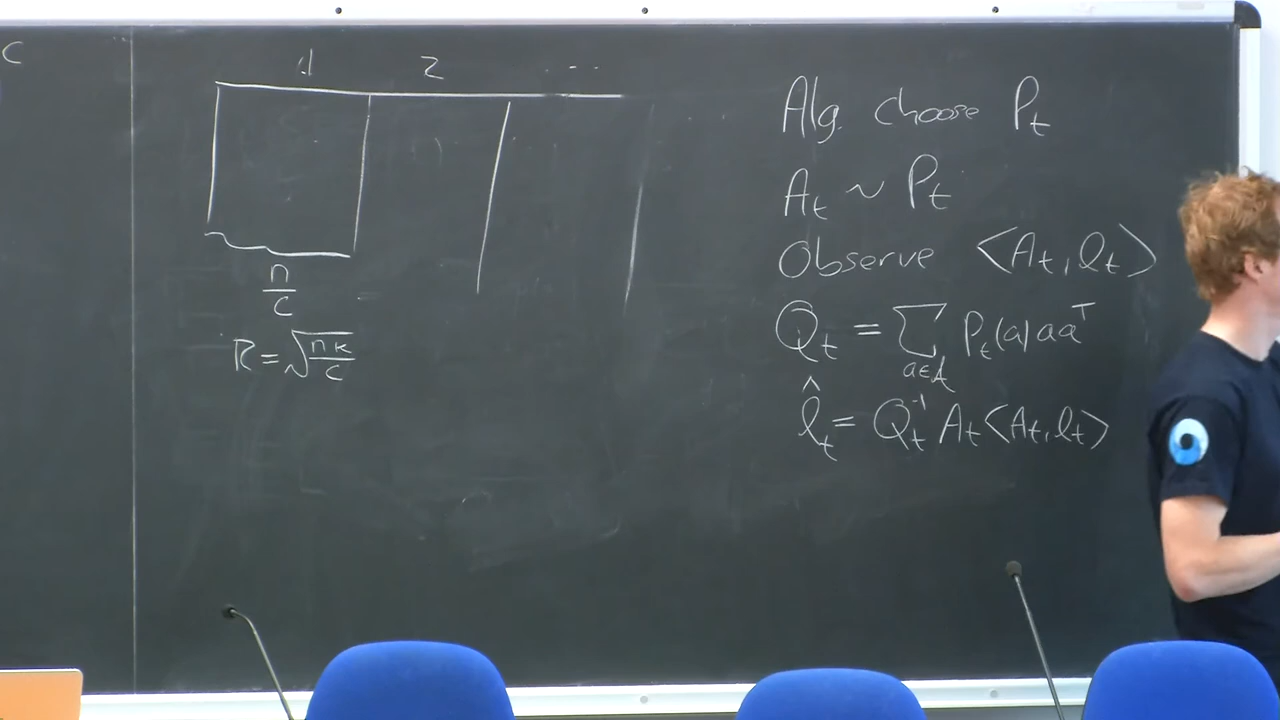 C
1 2 ...
n/c
R = √(nk/c)
Alg. choose P_t
A_t ~ P_t
Observe <A_t, l_t>
Q_t = Σ_{a∈A} P_t(a) a a^T
l̂_t = Q_t^{-1} A_t <A_t, l_t>